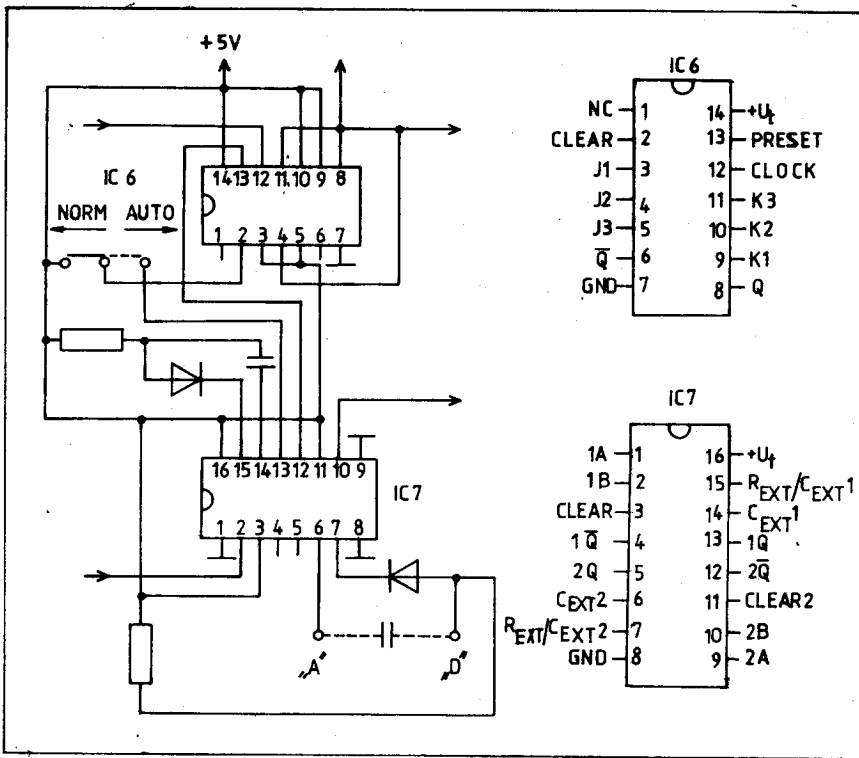 +5V
14 13 12 11 10 9 8
IC 6
NORM AUTO
1 2 3 4 5 6 7
16 15 14 13 12 11 10 9
IC7
1 2 3 4 5 6 7 8
„A"
„D"
IC 6
NC 1 14 +Ut
CLEAR 2 13 PRESET
J1 3 12 CLOCK
J2 4 11 K3
J3 5 10 K2
Q̅ 6 9 K1
GND 7 8 Q
IC7
1A 1 16 +Ut
1B 2 15 REXT/CEXT1
CLEAR 3 14 CEXT1
1Q̅ 4 13 1Q
2Q 5 12 2Q̅
CEXT2 6 11 CLEAR2
REXT/CEXT2 7 10 2B
GND 8 9 2A